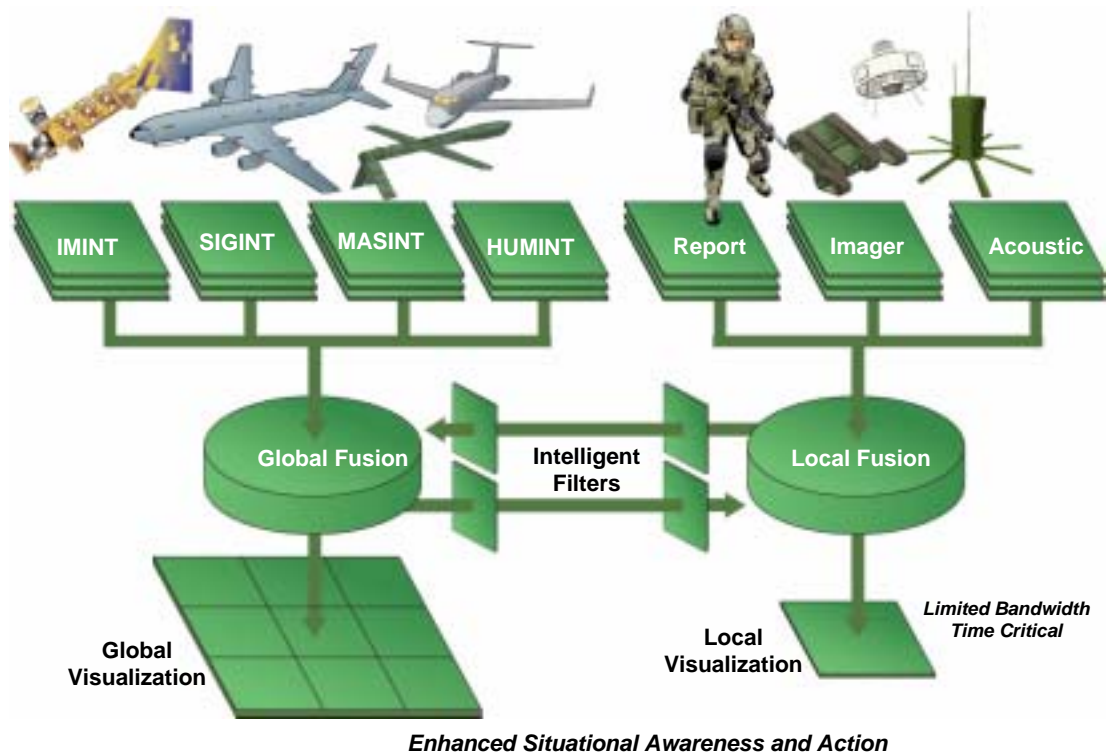 IMINT
SIGINT
MASINT
HUMINT
Report
Imager
Acoustic
Global Fusion
Intelligent
Filters
Local Fusion
Global
Visualization
Local
Visualization
Limited Bandwidth
Time Critical
Enhanced Situational Awareness and Action